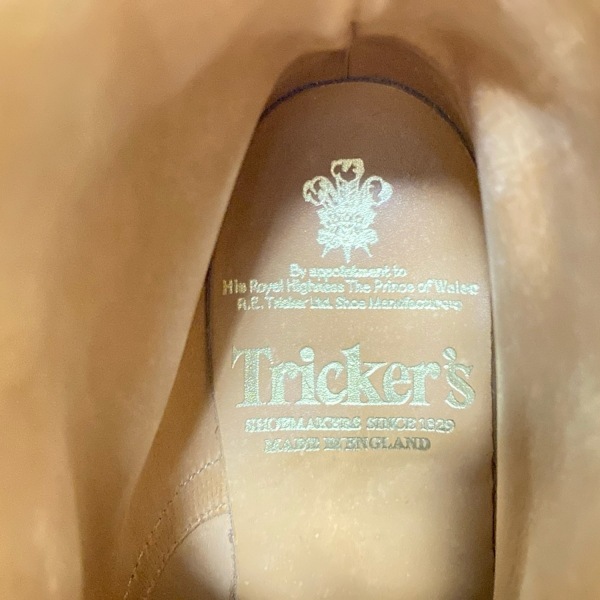 By appointment to
His Royal Highness The Prince of Wales
R.E. Tricker Ltd. Shoe Manufacturers
Tricker's
SHOEMAKERS SINCE 1829
MADE IN ENGLAND